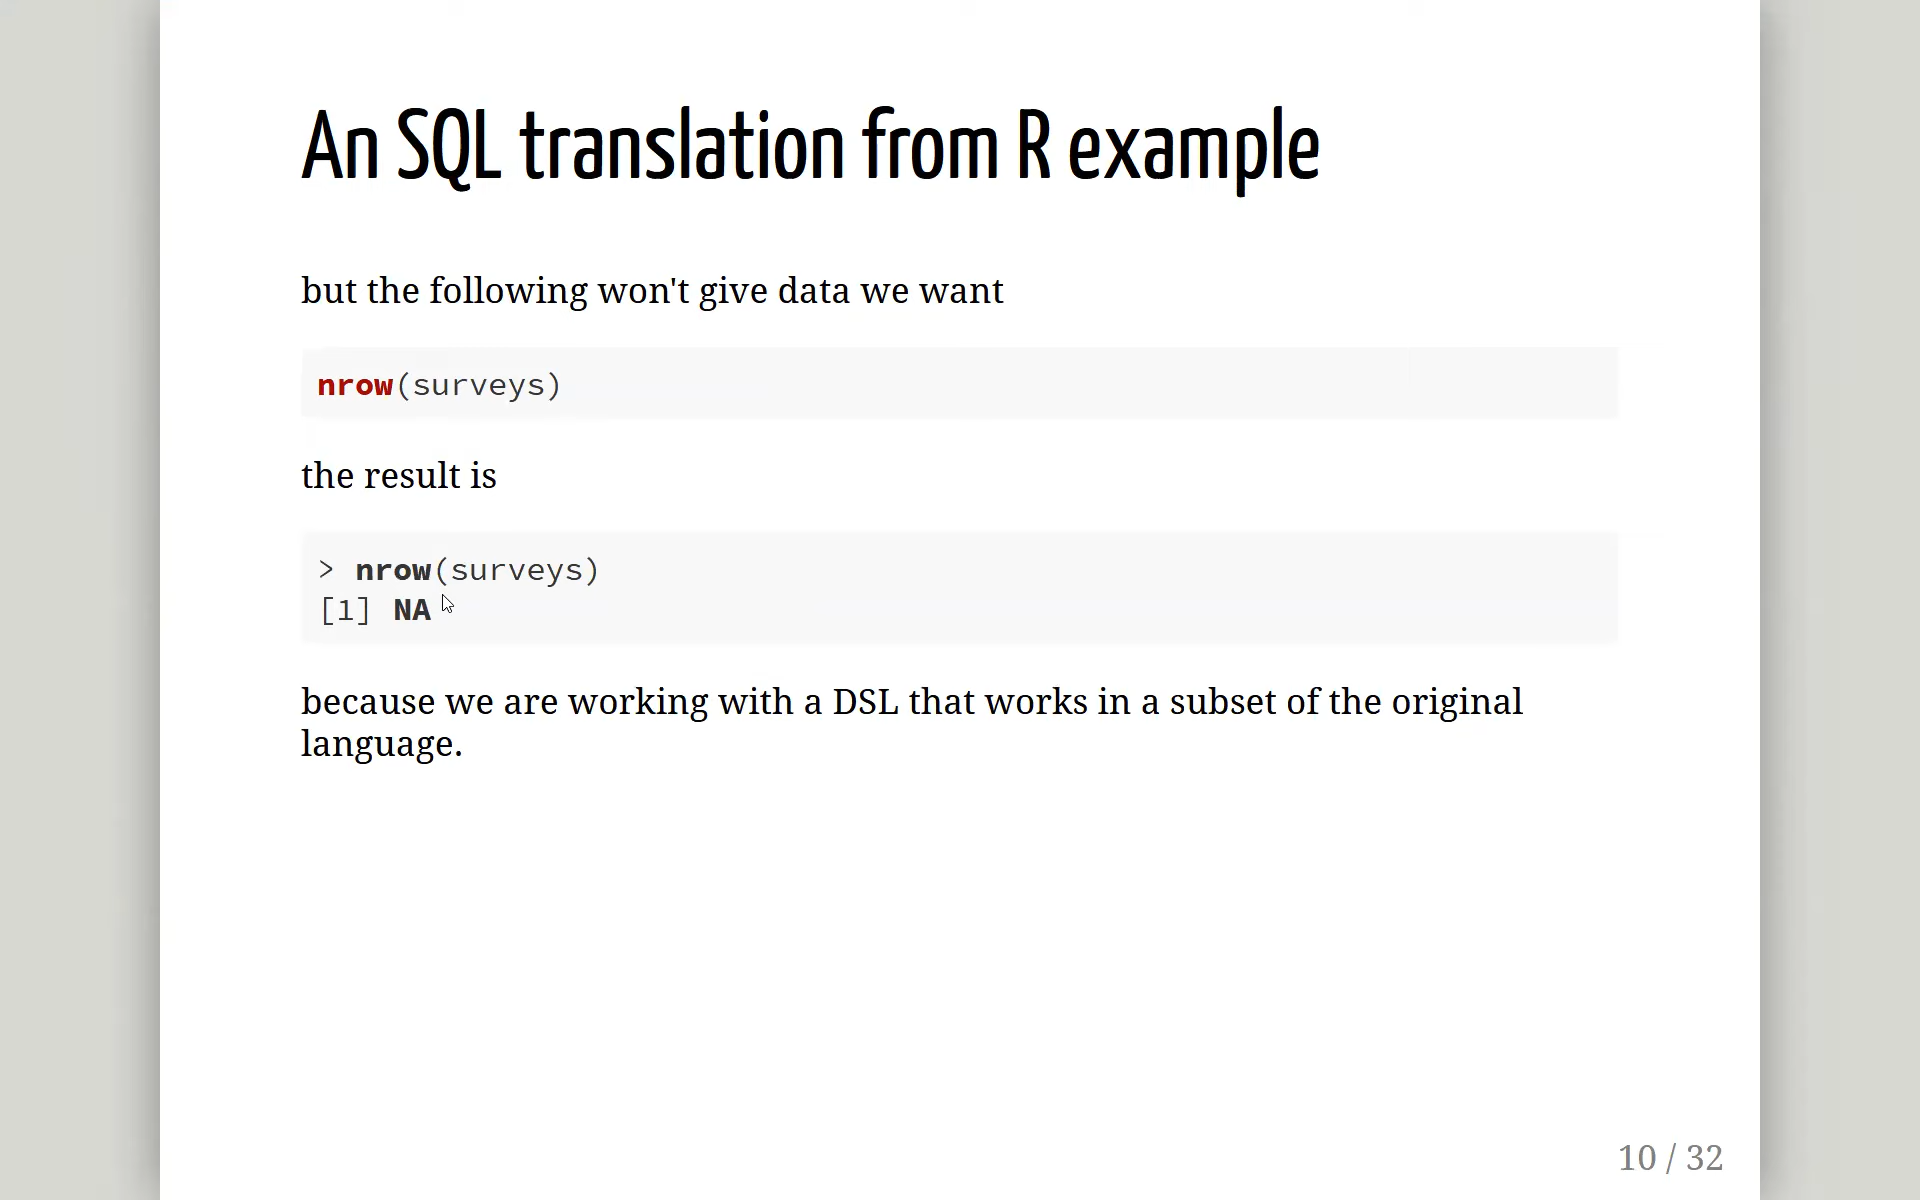 An SQL translation from R example
but the following won't give data we want
nrow(surveys)
the result is
> nrow(surveys)
[1] NA
because we are working with a DSL that works in a subset of the original
language.
10 / 32